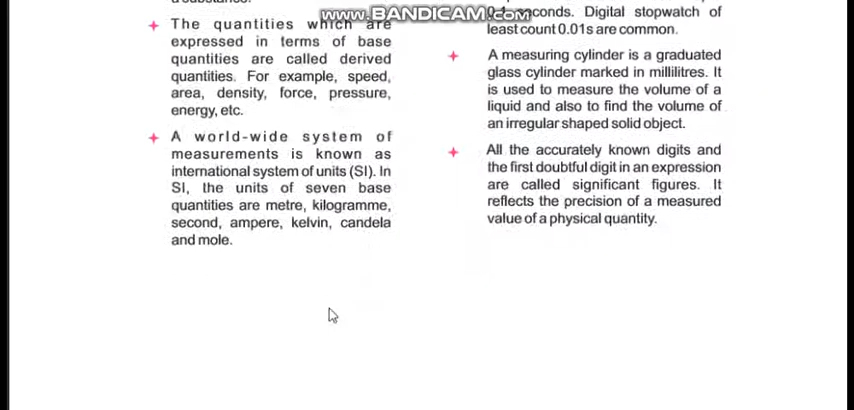 www.BANDICAM.com
The quantities which are
expressed in terms of base
quantities are called derived
quantities. For example, speed,
area, density, force, pressure,
energy, etc.
A world-wide system of
measurements is known as
international system of units (SI). In
SI, the units of seven base
quantities are metre, kilogramme,
second, ampere, kelvin, candela
and mole.
seconds. Digital stopwatch of
least count 0.01s are common.
A measuring cylinder is a graduated
glass cylinder marked in millilitres. It
is used to measure the volume of a
liquid and also to find the volume of
an irregular shaped solid object.
All the accurately known digits and
the first doubtful digit in an expression
are called significant figures. It
reflects the precision of a measured
value of a physical quantity.